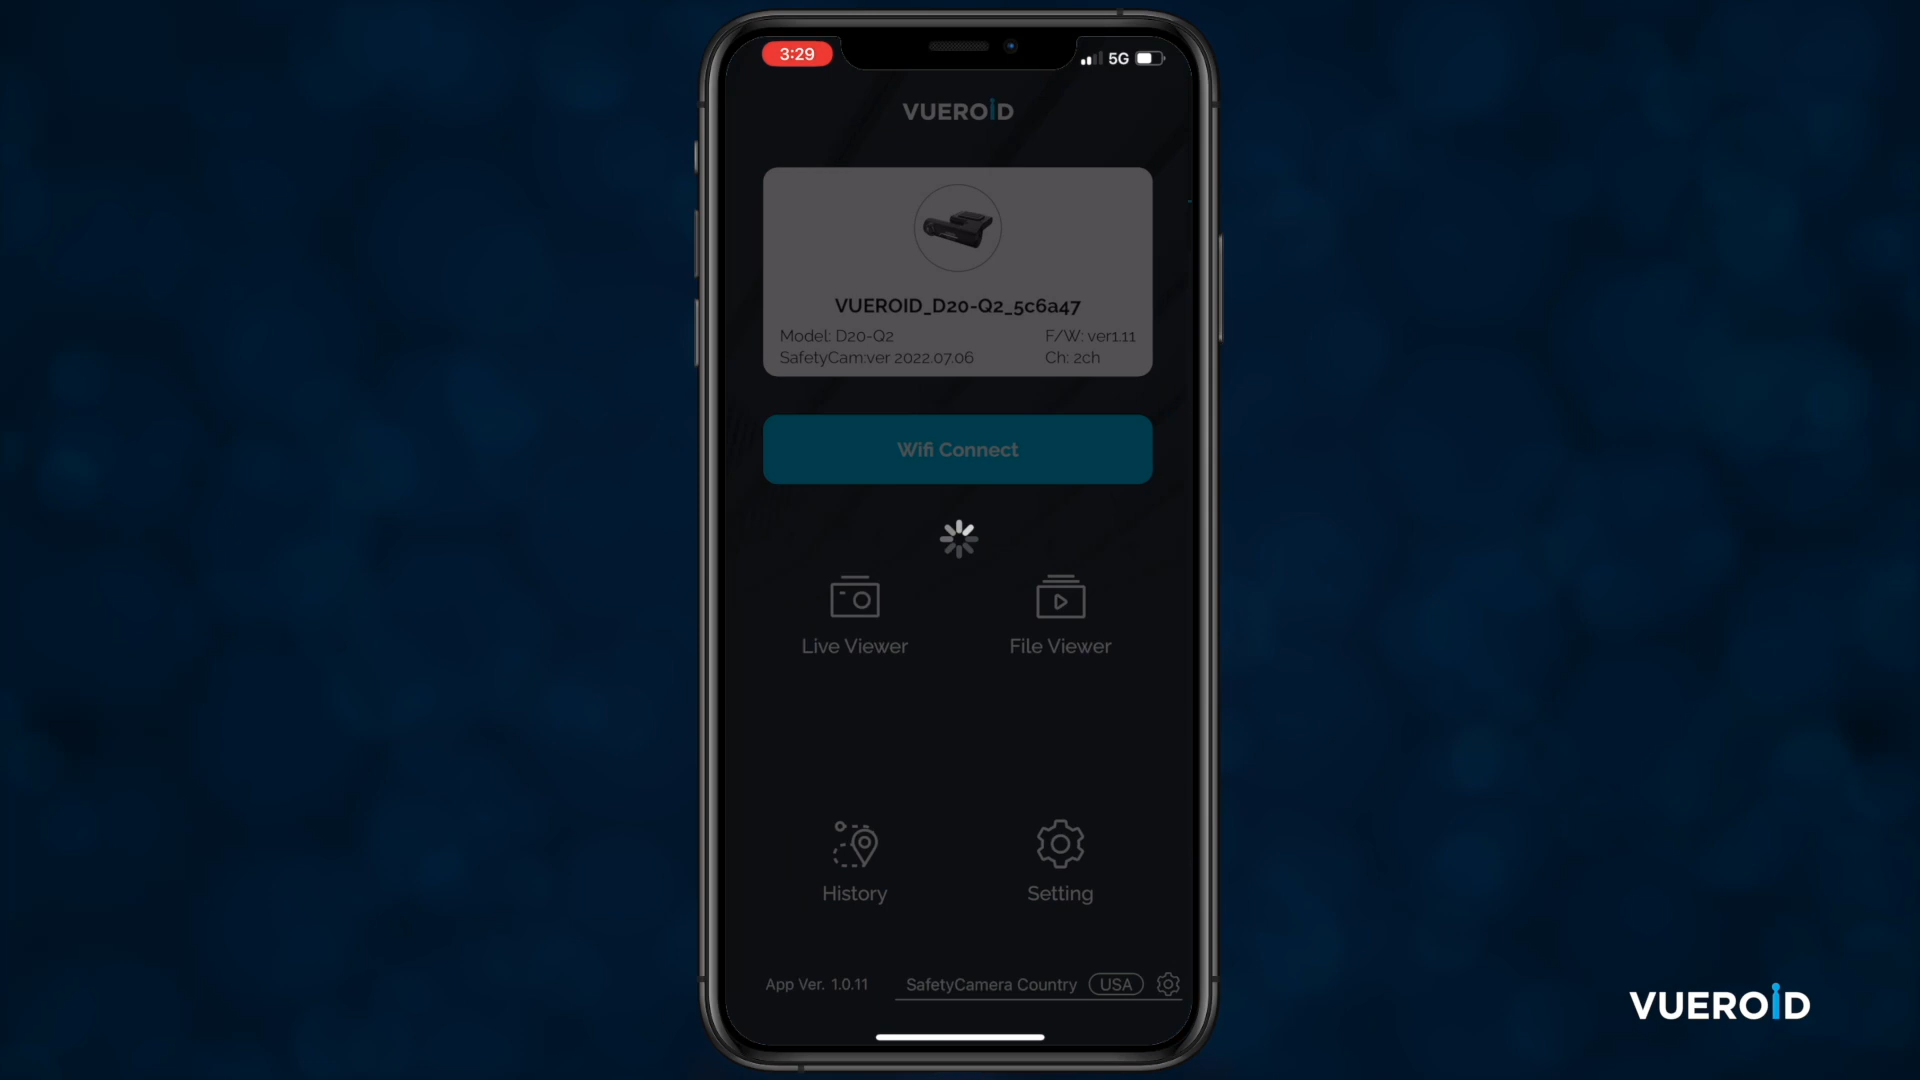 3:29
5G
VUEROiD
VUEROID_D20-Q2_5c6a47
Model: D20-Q2
F/W: ver1.11
SafetyCam:ver 2022.07.06
Ch: 2ch
Wifi Connect
Live Viewer
File Viewer
History
Setting
App Ver. 1.0.11
SafetyCamera Country
USA
VUEROiD